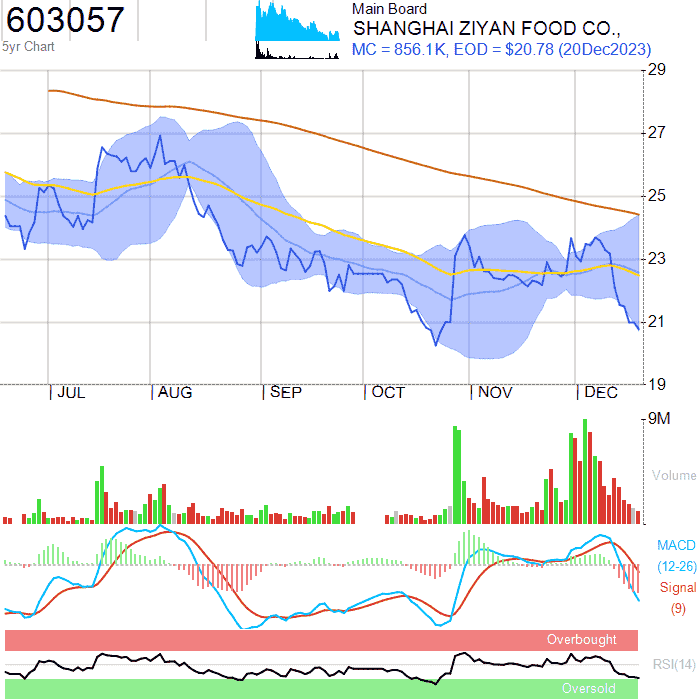 603057
5yr Chart
Main Board
SHANGHAI ZIYAN FOOD CO.,
MC = 856.1K, EOD = $20.78 (20Dec2023)
29
27
25
23
21
19
JUL AUG SEP OCT NOV DEC
9M
Volume
MACD
(12-26)
Signal
(9)
Overbought
RSI(14)
Oversold